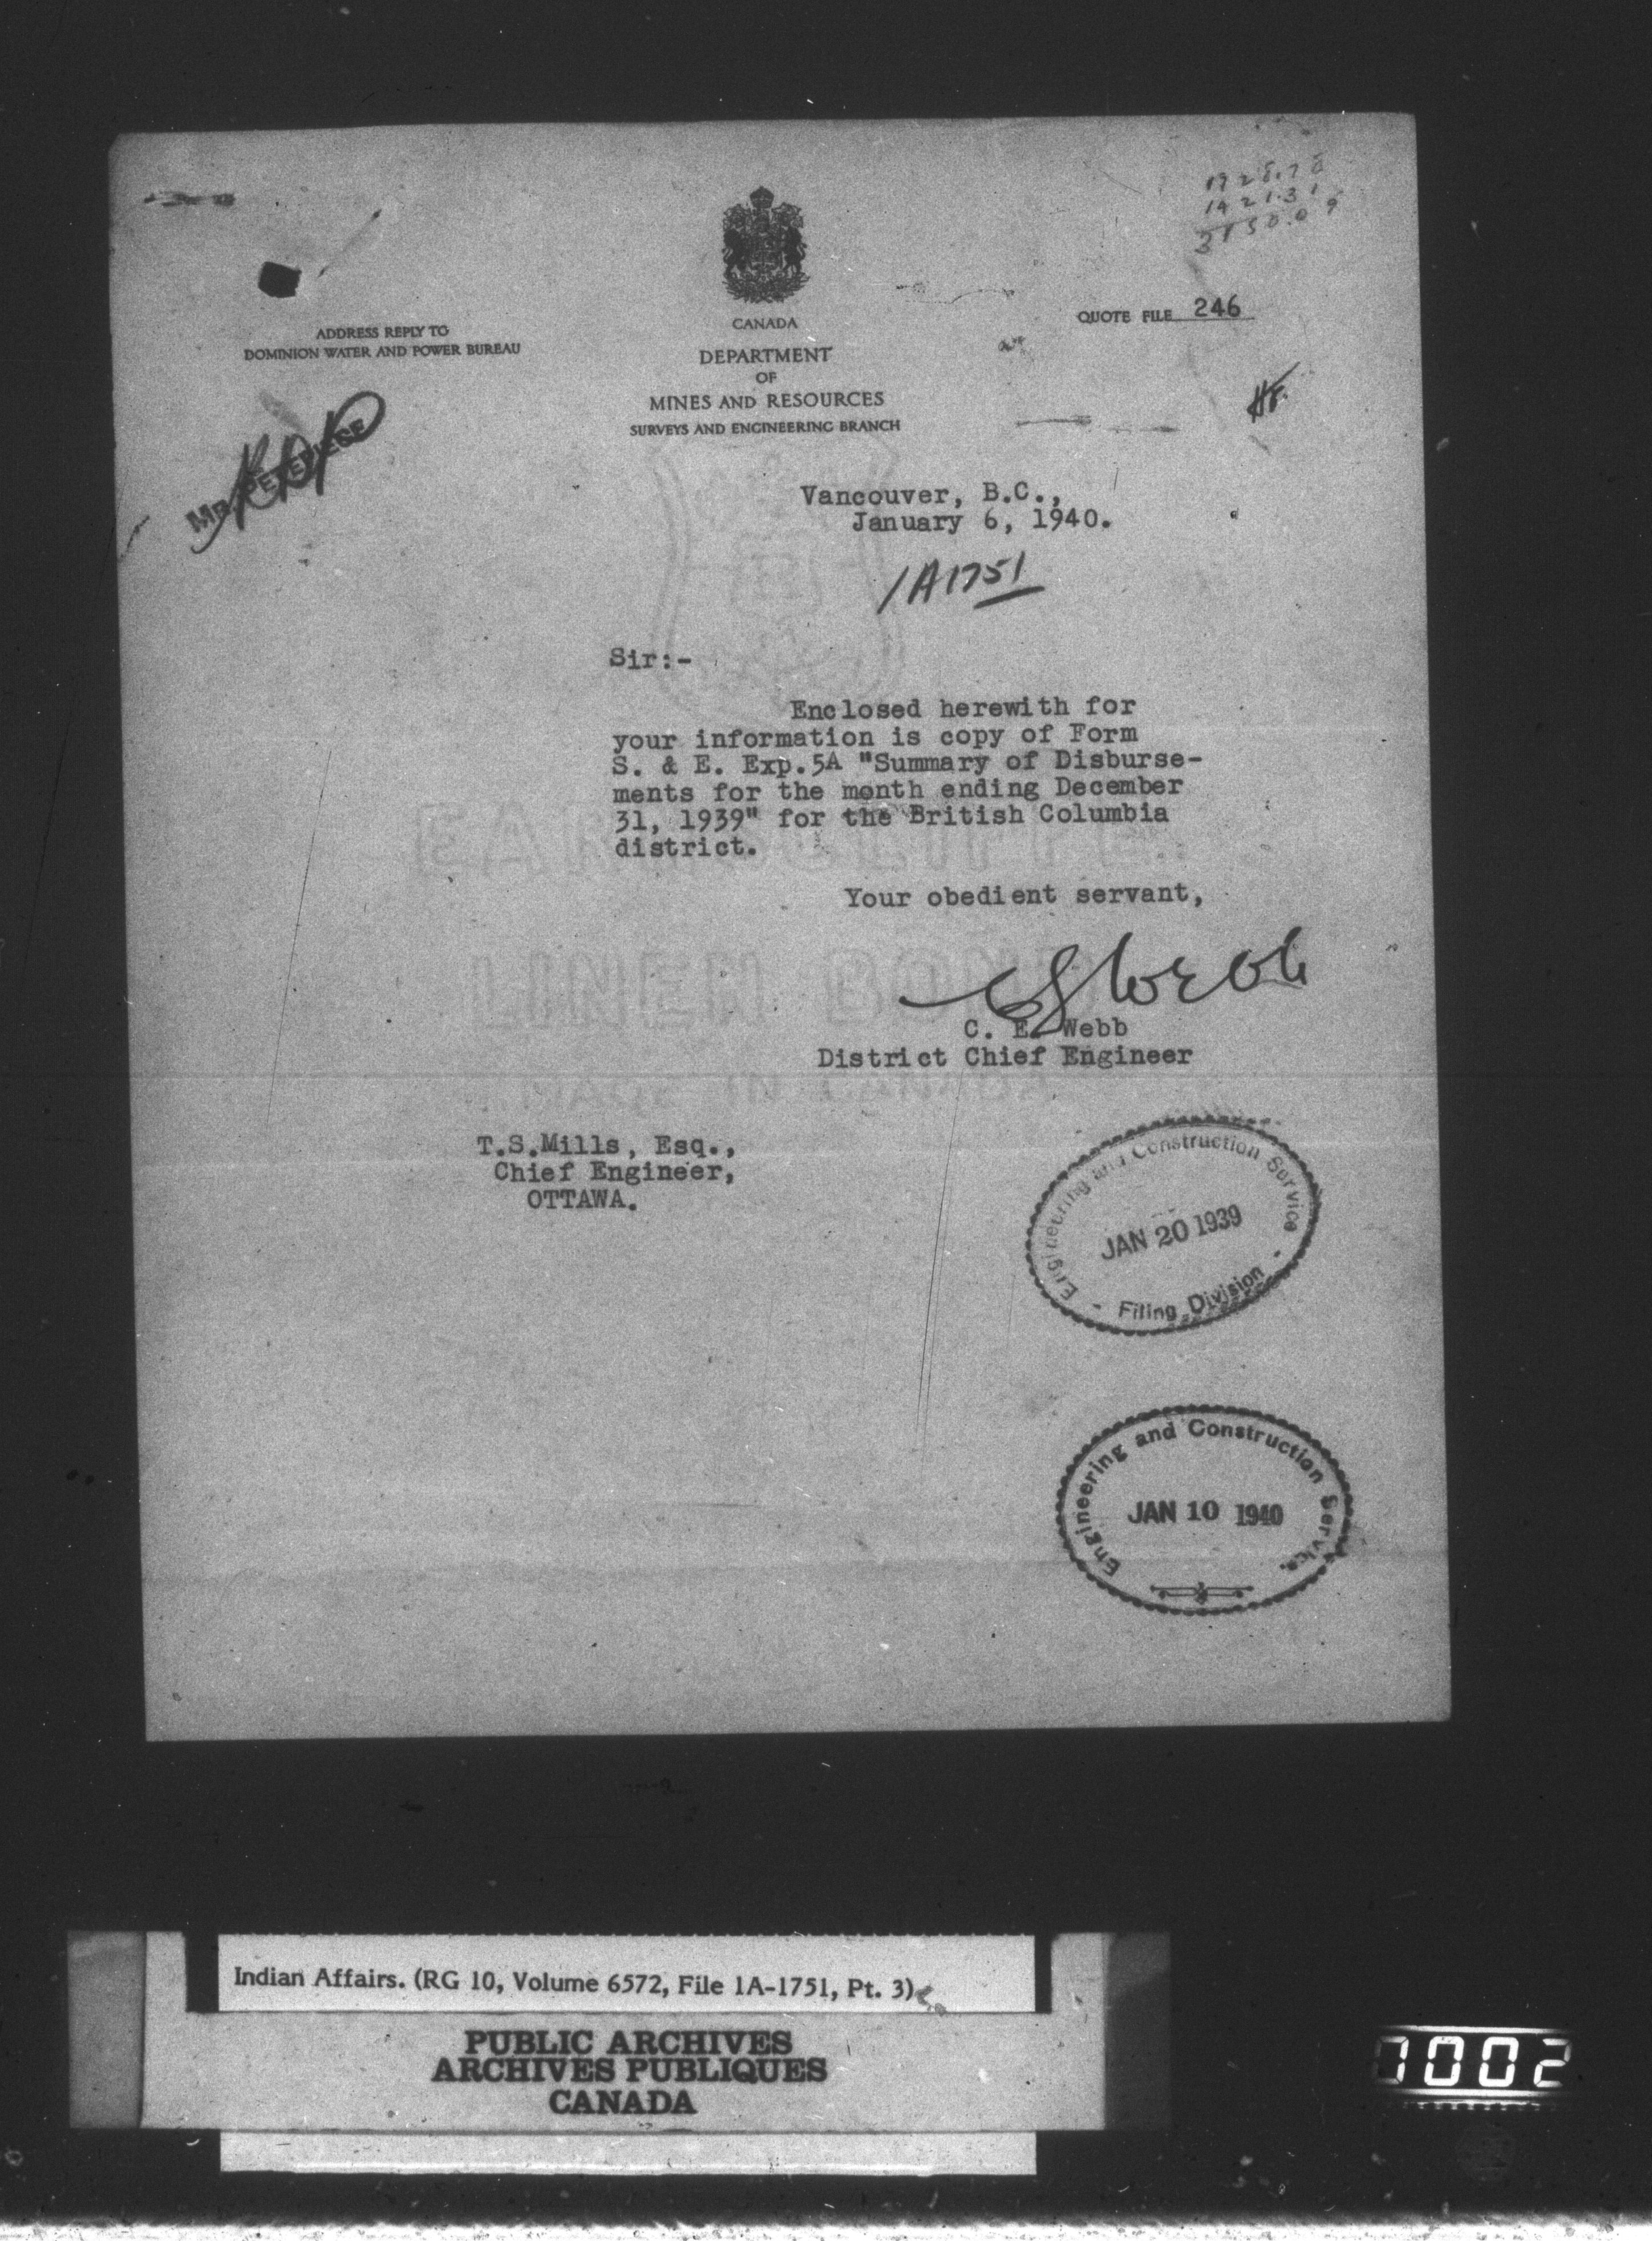 1421.31
ADDRESS REPLY TO
DOMINION WATER AND POWER BUREAU
CANADA
DEPARTMENT
OF
MINES AND RESOURCES
SURVEYS AND ENGINEERING BRANCH
QUOTE FILE 246
Mr.
Vancouver, B.C.,
January 6, 1940.
1A1751
Sir:-
Enclosed herewith for
your information is copy of Form
S. & E. Exp.5A "Summary of Disburse-
ments for the month ending December
31, 1939" for the British Columbia
district.
Your obedient servant,
C. E. Webb
District Chief Engineer
T.S.Mills, Esq.,
Chief Engineer,
OTTAWA.
Engineering and Construction Service
JAN 20 1939
Filing Division
Engineering and Construction Service.
JAN 10 1940
LINEN BOND
Indian Affairs. (RG 10, Volume 6572, File 1A-1751, Pt. 3)
PUBLIC ARCHIVES
ARCHIVES PUBLIQUES
CANADA
1002